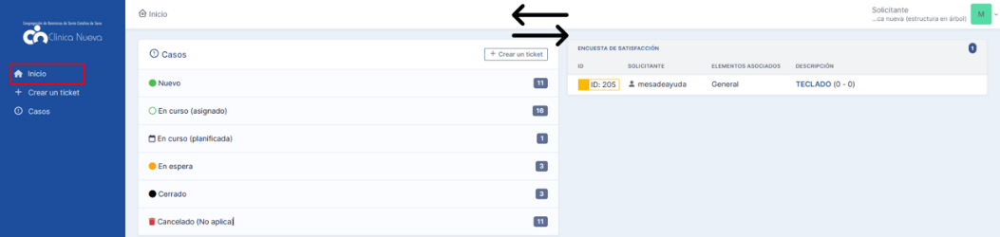 Congregación de Dominicas de Santa Catalina de Sena
Clínica Nueva
Inicio
+ Crear un ticket
Casos
Inicio
Solicitante
...ca nueva (estructura en árbol)
M
Casos
+ Crear un ticket
Nuevo 11
En curso (asignado) 16
En curso (planificada) 1
En espera 3
Cerrado 3
Cancelado (No aplica) 11
ENCUESTA DE SATISFACCIÓN 1
ID SOLICITANTE ELEMENTOS ASOCIADOS DESCRIPCIÓN
ID: 205 mesadeayuda General TECLADO (0 - 0)